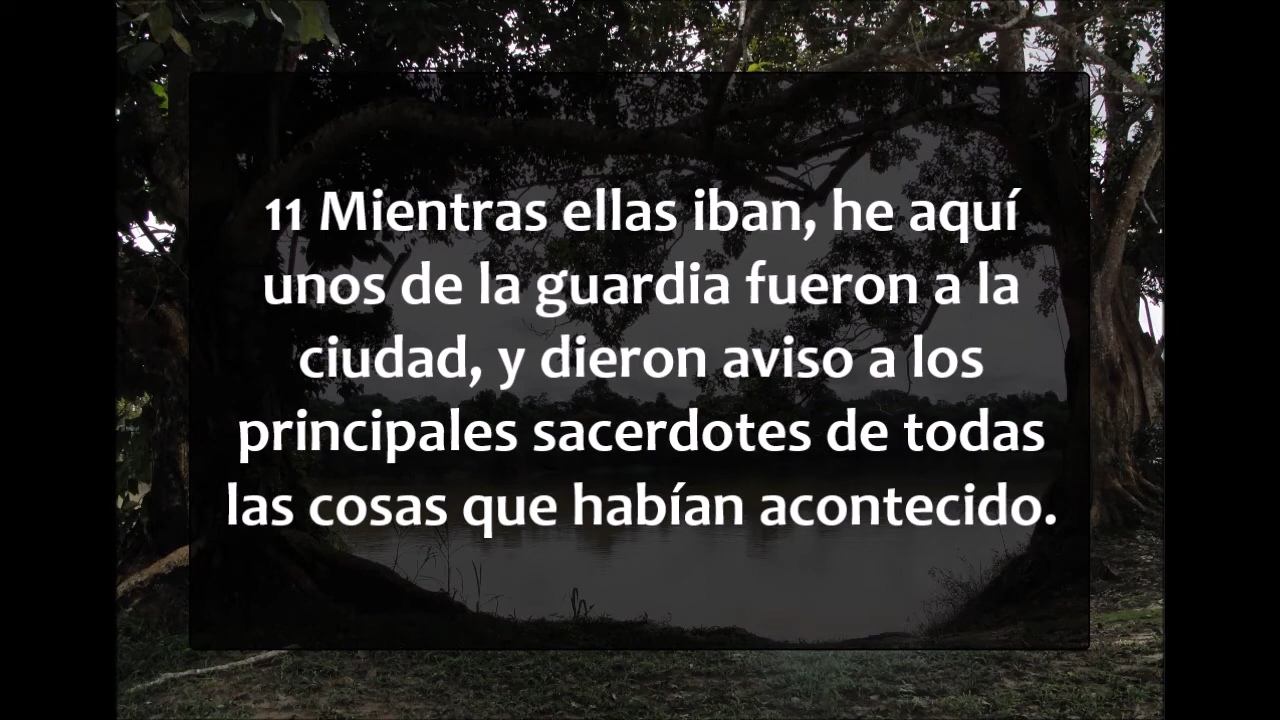 11 Mientras ellas iban, he aquí
unos de la guardia fueron a la
ciudad, y dieron aviso a los
principales sacerdotes de todas
las cosas que habían acontecido.